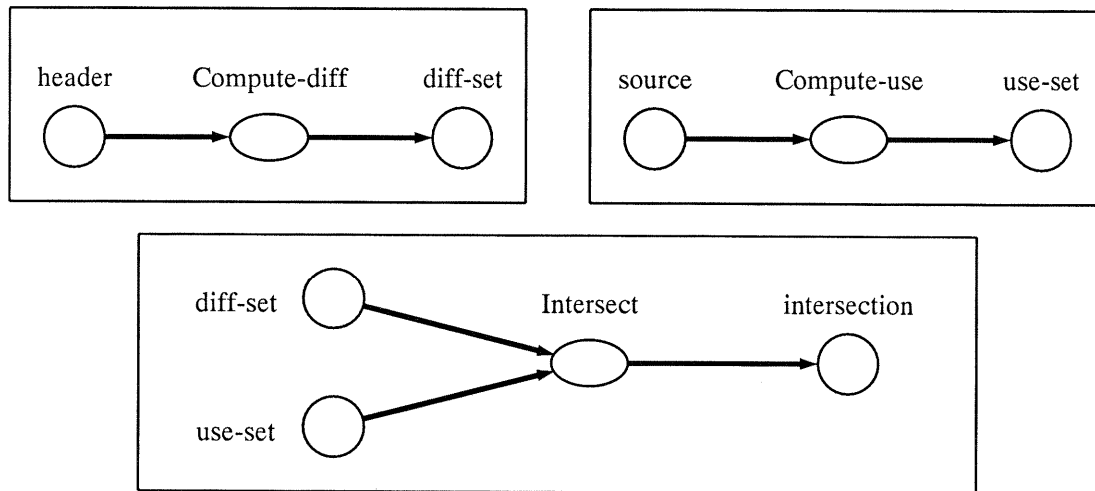 header Compute-diff diff-set
source Compute-use use-set
diff-set Intersect intersection
use-set